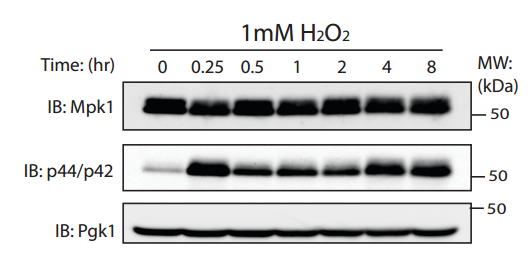 1mM H2O2
Time: (hr) 0 0.25 0.5 1 2 4 8 MW:
(kDa)
IB: Mpk1
50
IB: p44/p42
50
50
IB: Pgk1